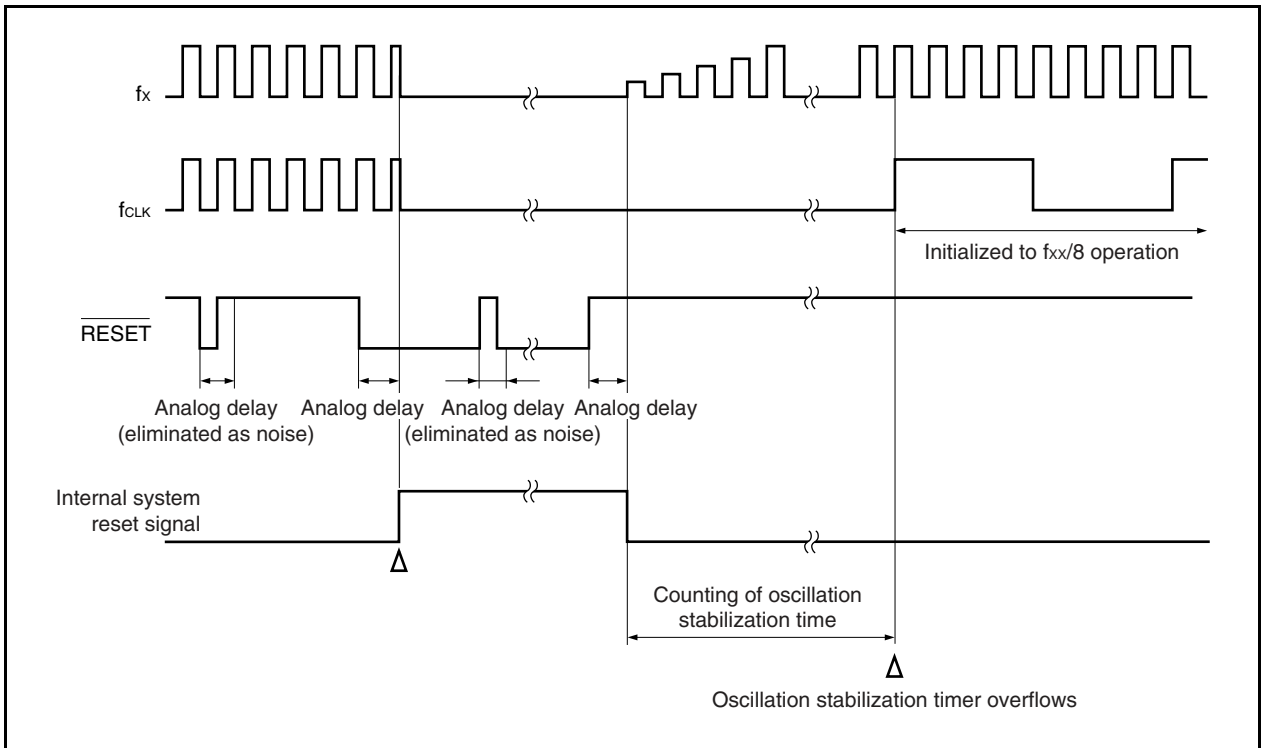 fX
fCLK
Initialized to fXX/8 operation
RESET
Analog delay
(eliminated as noise)
Analog delay
Analog delay
(eliminated as noise)
Analog delay
Internal system
reset signal
Counting of oscillation
stabilization time
Oscillation stabilization timer overflows